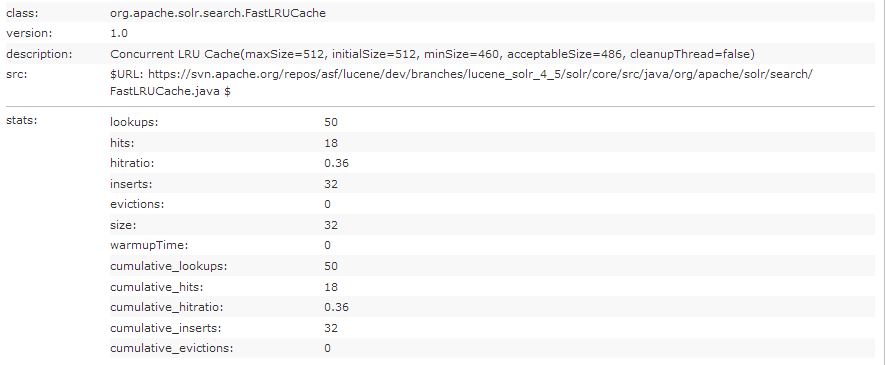 class: org.apache.solr.search.FastLRUCache
version: 1.0
description: Concurrent LRU Cache(maxSize=512, initialSize=512, minSize=460, acceptableSize=486, cleanupThread=false)
src: $URL: https://svn.apache.org/repos/asf/lucene/dev/branches/lucene_solr_4_5/solr/core/src/java/org/apache/solr/search/
FastLRUCache.java $
stats: lookups: 50
hits: 18
hitratio: 0.36
inserts: 32
evictions: 0
size: 32
warmupTime: 0
cumulative_lookups: 50
cumulative_hits: 18
cumulative_hitratio: 0.36
cumulative_inserts: 32
cumulative_evictions: 0